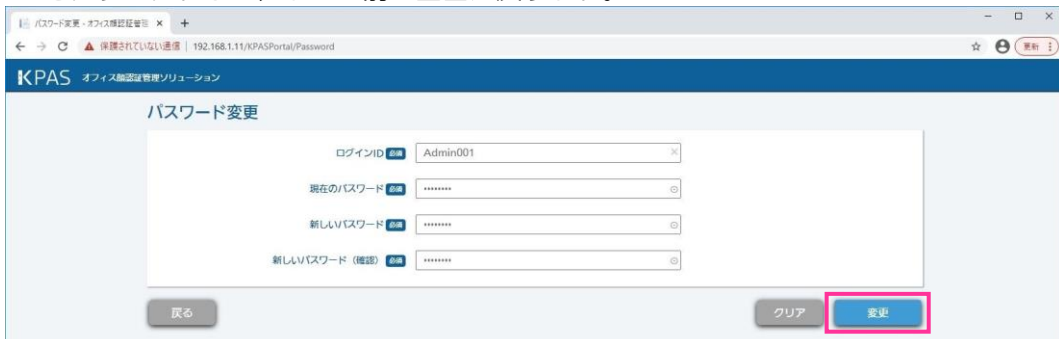 パスワード変更 - オフィス顔認証管理
保護されていない通信 | 192.168.1.11/KPASPortal/Password
更新
KPAS オフィス顔認証管理ソリューション
パスワード変更
ログインID 必須 Admin001
現在のパスワード 必須 ••••••••
新しいパスワード 必須 ••••••••
新しいパスワード（確認） 必須 ••••••••
戻る クリア 変更